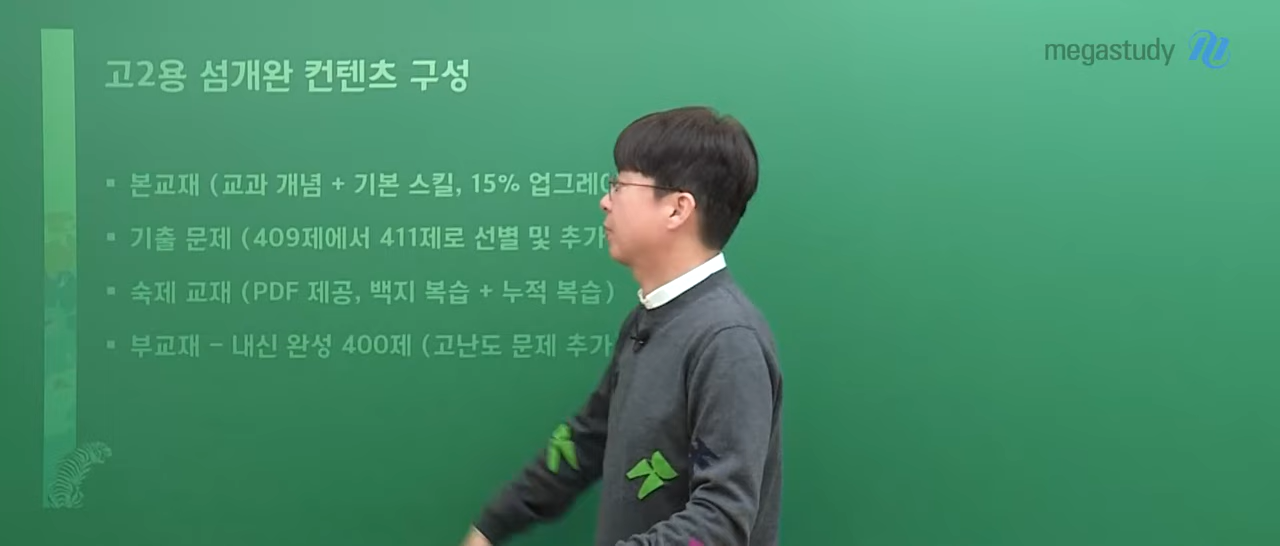 고2용 섬개완 컨텐츠 구성
megastudy
▪ 본교재 (교과 개념 + 기본 스킬, 15%
▪ 기출 문제 (409제에서 411제로 선별 및 추가
▪ 숙제 교재 (PDF 제공, 백지 복습 + 누적 복습)
▪ 부교재 - 내신 완성 400제 (고난도 문제 추가